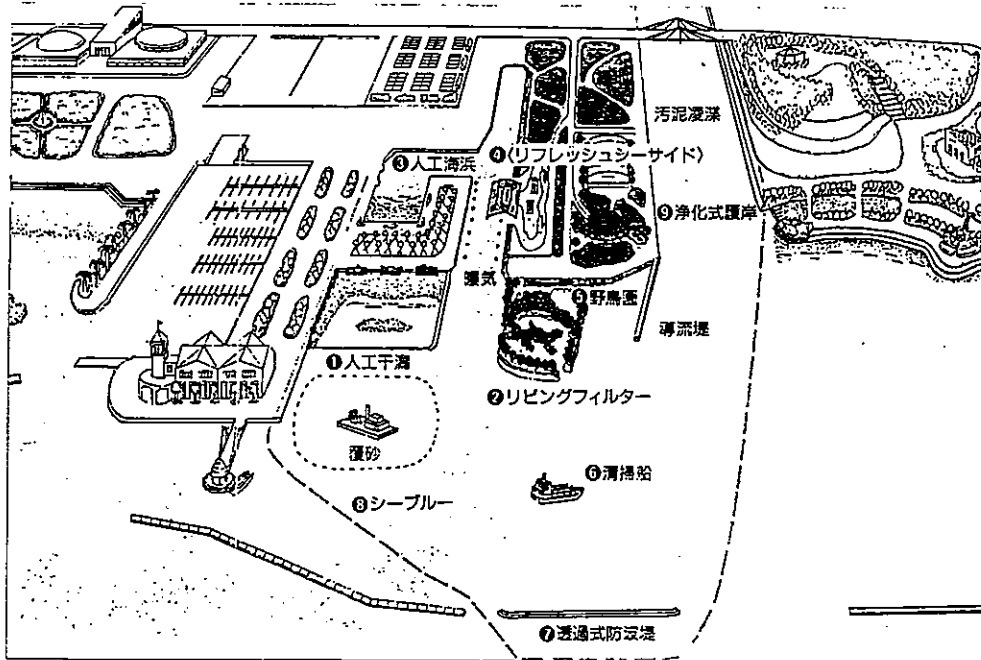 汚泥浚渫
❸人工海浜
❹〈リフレッシュシーサイド〉
❾浄化式護岸
曝気
❺野鳥園
導流堤
❶人工干潟
❷リビングフィルター
覆砂
❻清掃船
❽シーブルー
❼透過式防波堤